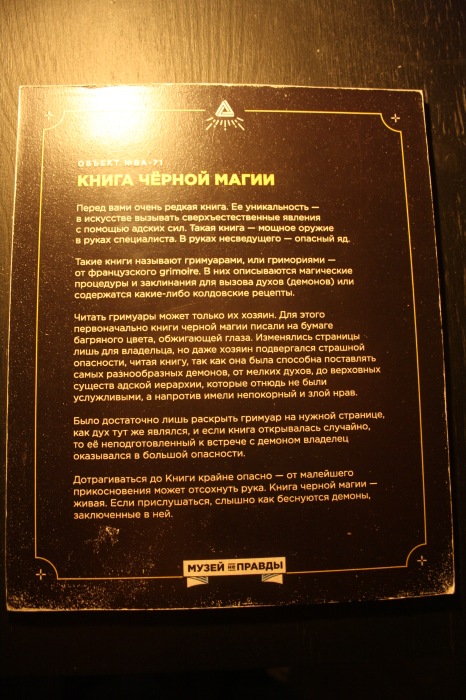 ОБЪЕКТ №ВА-71
КНИГА ЧЁРНОЙ МАГИИ
Перед вами очень редкая книга. Ее уникальность —
в искусстве вызывать сверхъестественные явления
с помощью адских сил. Такая книга — мощное оружие
в руках специалиста. В руках несведущего — опасный яд.
Такие книги называют гримуарами, или гримориями —
от французского grimoire. В них описываются магические
процедуры и заклинания для вызова духов (демонов) или
содержатся какие-либо колдовские рецепты.
Читать гримуары может только их хозяин. Для этого
первоначально книги черной магии писали на бумаге
багряного цвета, обжигающей глаза. Изменялись страницы
лишь для владельца, но даже хозяин подвергался страшной
опасности, читая книгу, так как она была способна поставлять
самых разнообразных демонов, от мелких духов, до верховных
существ адской иерархии, которые отнюдь не были
услужливыми, а напротив имели непокорный и злой нрав.
Было достаточно лишь раскрыть гримуар на нужной странице,
как дух тут же являлся, и если книга открывалась случайно,
то её неподготовленный к встрече с демоном владелец
оказывался в большой опасности.
Дотрагиваться до Книги крайне опасно — от малейшего
прикосновения может отсохнуть рука. Книга черной магии —
живая. Если прислушаться, слышно как беснуются демоны,
заключенные в ней.
МУЗЕЙ НЕ ПРАВДЫ